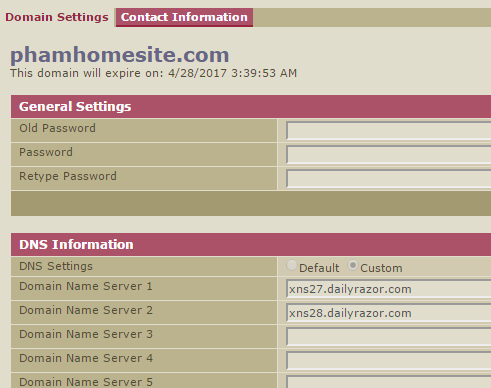 Domain Settings Contact Information
phamhomesite.com
This domain will expire on: 4/28/2017 3:39:53 AM
General Settings
Old Password
Password
Retype Password
DNS Information
DNS Settings Default Custom
Domain Name Server 1 xns27.dailyrazor.com
Domain Name Server 2 xns28.dailyrazor.com
Domain Name Server 3
Domain Name Server 4
Domain Name Server 5